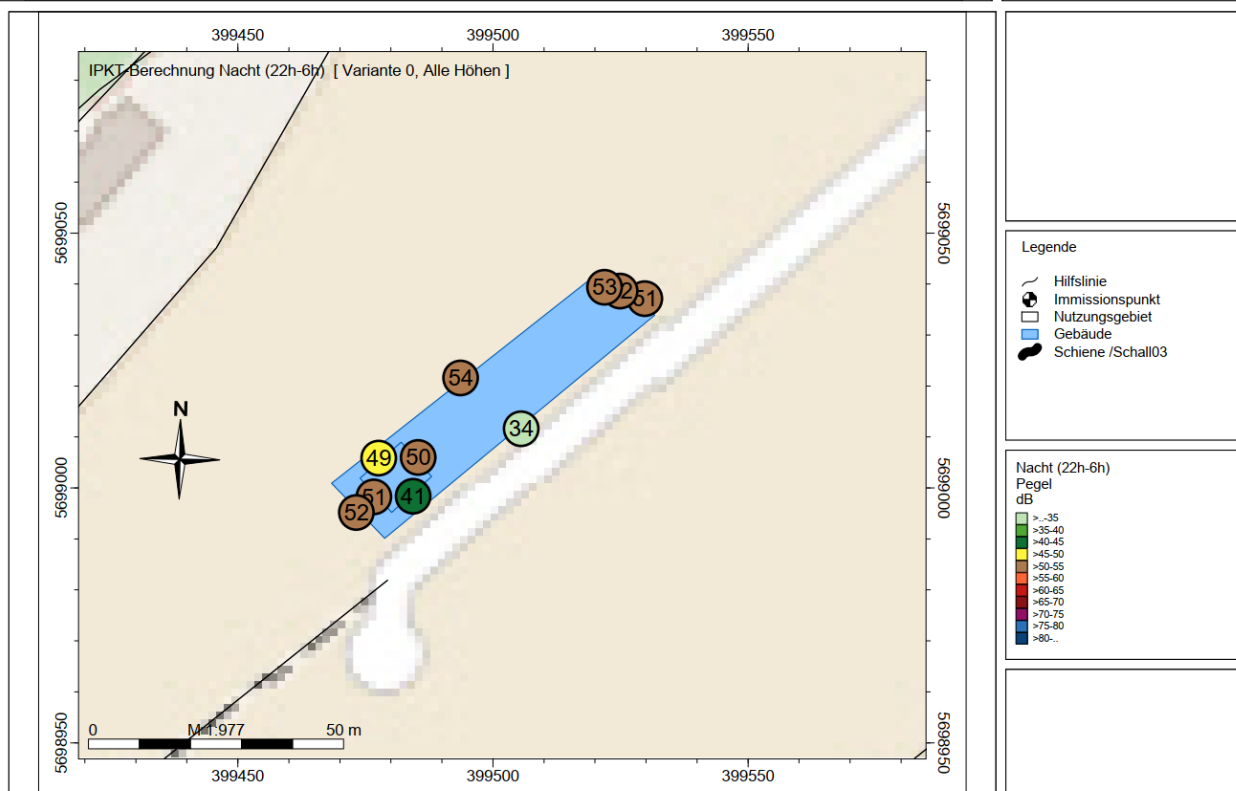 399450 399500 399550
IPKT-Berechnung Nacht (22h-6h) [ Variante 0, Alle Höhen ]
5699050
5699050
53 51
54
N
34
49 50
5699000
5699000
51 41
52
0 M 1:977 50 m
5698950
5698950
399450 399500 399550
Legende
Hilfslinie
Immissionspunkt
Nutzungsgebiet
Gebäude
Schiene /Schall03
Nacht (22h-6h)
Pegel
dB
>..-35
>35-40
>40-45
>45-50
>50-55
>55-60
>60-65
>65-70
>70-75
>75-80
>80-..